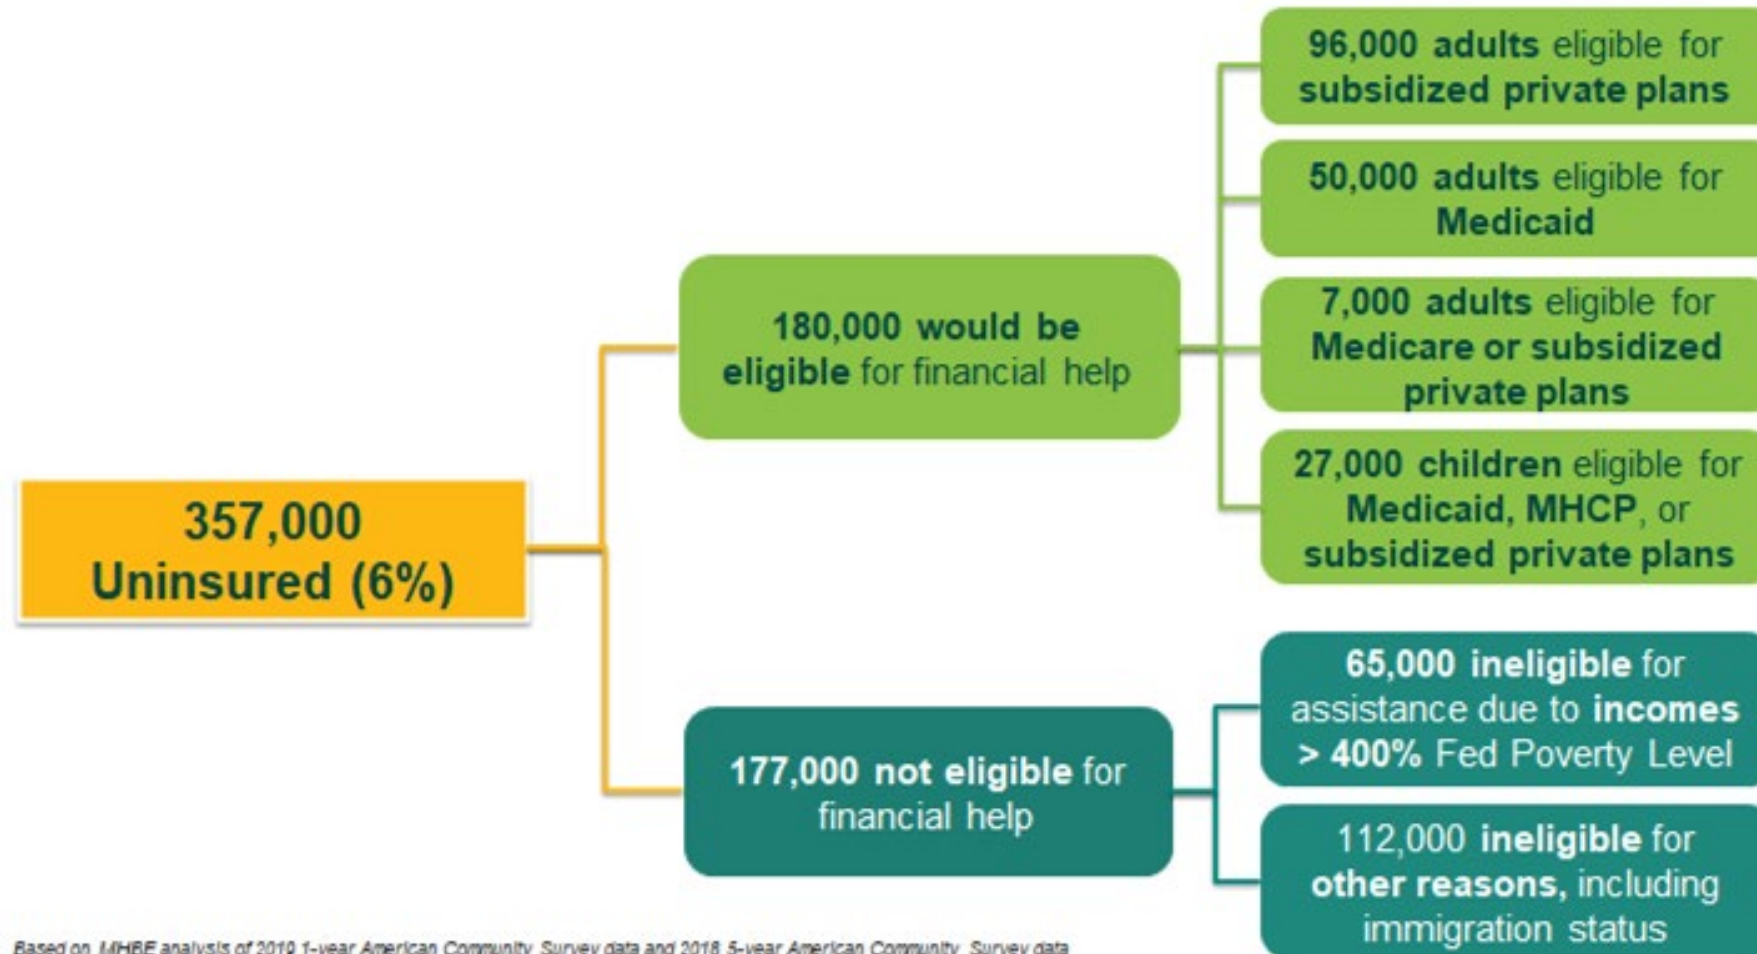 96,000 adults eligible for
subsidized private plans
50,000 adults eligible for
Medicaid
7,000 adults eligible for
Medicare or subsidized
private plans
27,000 children eligible for
Medicaid, MHCP, or
subsidized private plans
180,000 would be
eligible for financial help
357,000
Uninsured (6%)
177,000 not eligible for
financial help
65,000 ineligible for
assistance due to incomes
> 400% Fed Poverty Level
112,000 ineligible for
other reasons, including
immigration status
Based on MHBE analysis of 2019 1-year American Community Survey data and 2018 5-year American Community Survey data